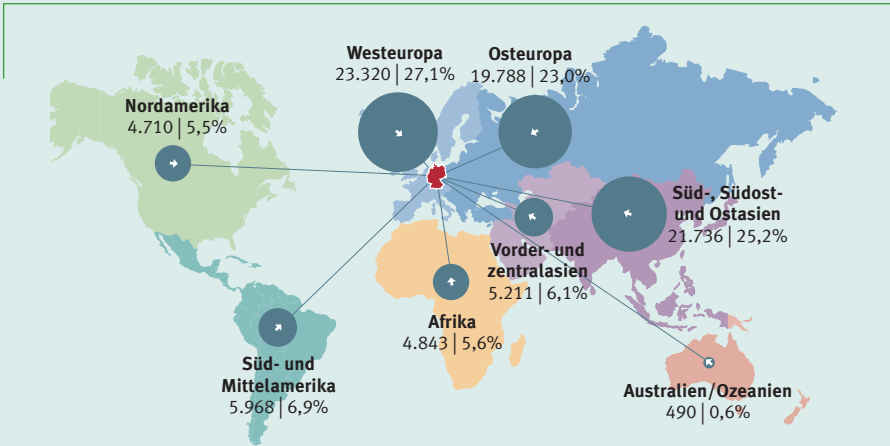 Westeuropa
23.320 | 27,1%
Osteuropa
19.788 | 23,0%
Nordamerika
4.710 | 5,5%
Süd-, Südost-
und Ostasien
21.736 | 25,2%
Vorder- und
zentralasien
5.211 | 6,1%
Afrika
4.843 | 5,6%
Süd- und
Mittelamerika
5.968 | 6,9%
Australien/Ozeanien
490 | 0,6%